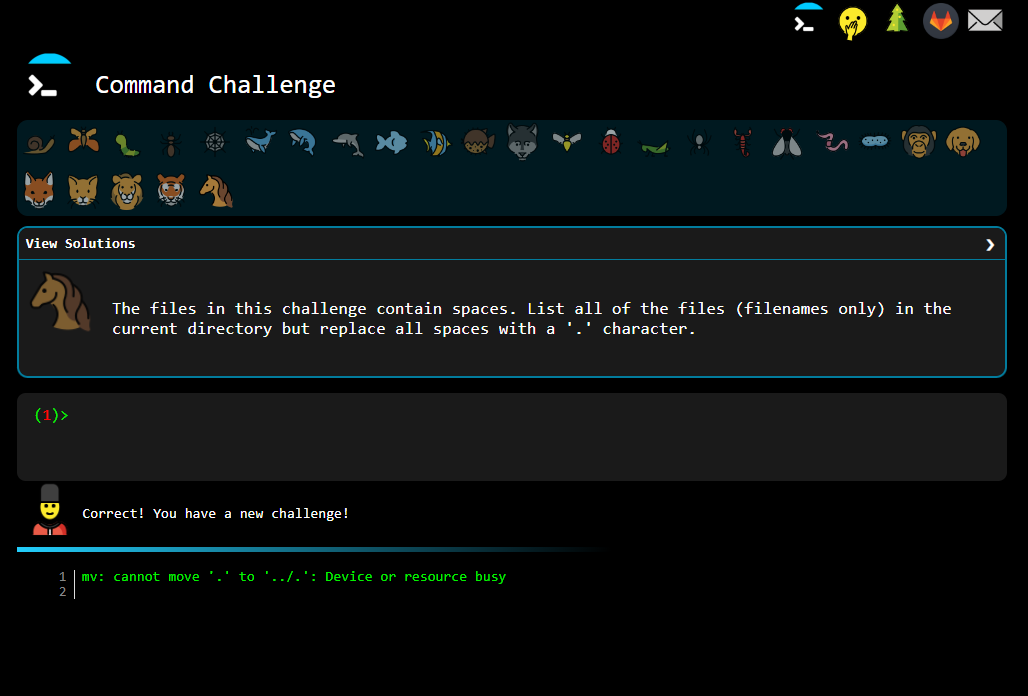 Command Challenge
View Solutions
The files in this challenge contain spaces. List all of the files (filenames only) in the
current directory but replace all spaces with a '.' character.
(1)>
Correct! You have a new challenge!
1 mv: cannot move '.' to '../.': Device or resource busy
2